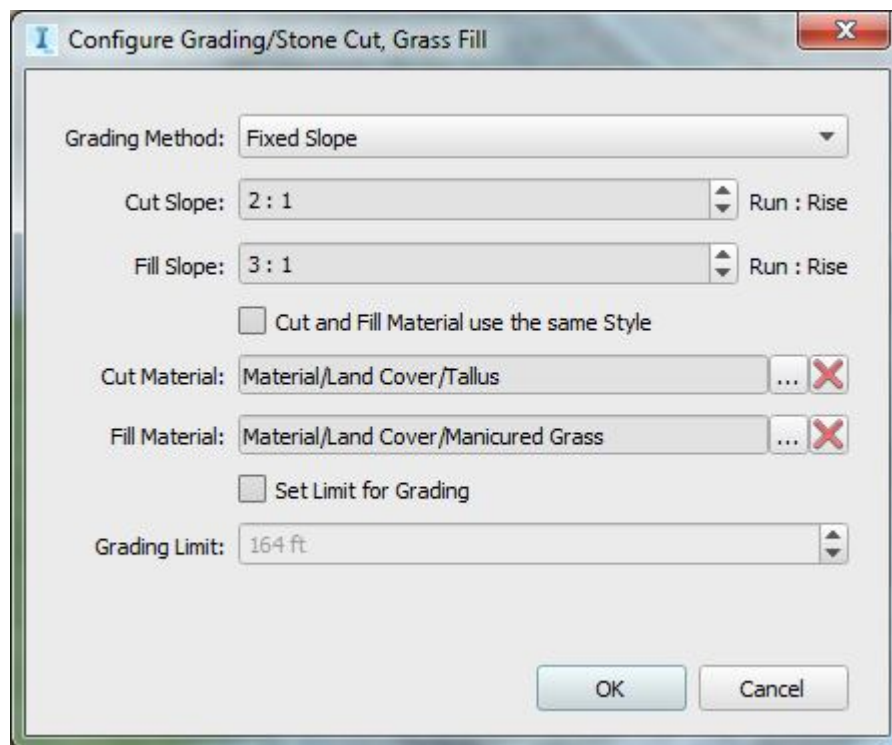 Configure Grading/Stone Cut, Grass Fill
Grading Method: Fixed Slope
Cut Slope: 2 : 1 Run : Rise
Fill Slope: 3 : 1 Run : Rise
Cut and Fill Material use the same Style
Cut Material: Material/Land Cover/Tallus ...
Fill Material: Material/Land Cover/Manicured Grass ...
Set Limit for Grading
Grading Limit: 164 ft
OK Cancel